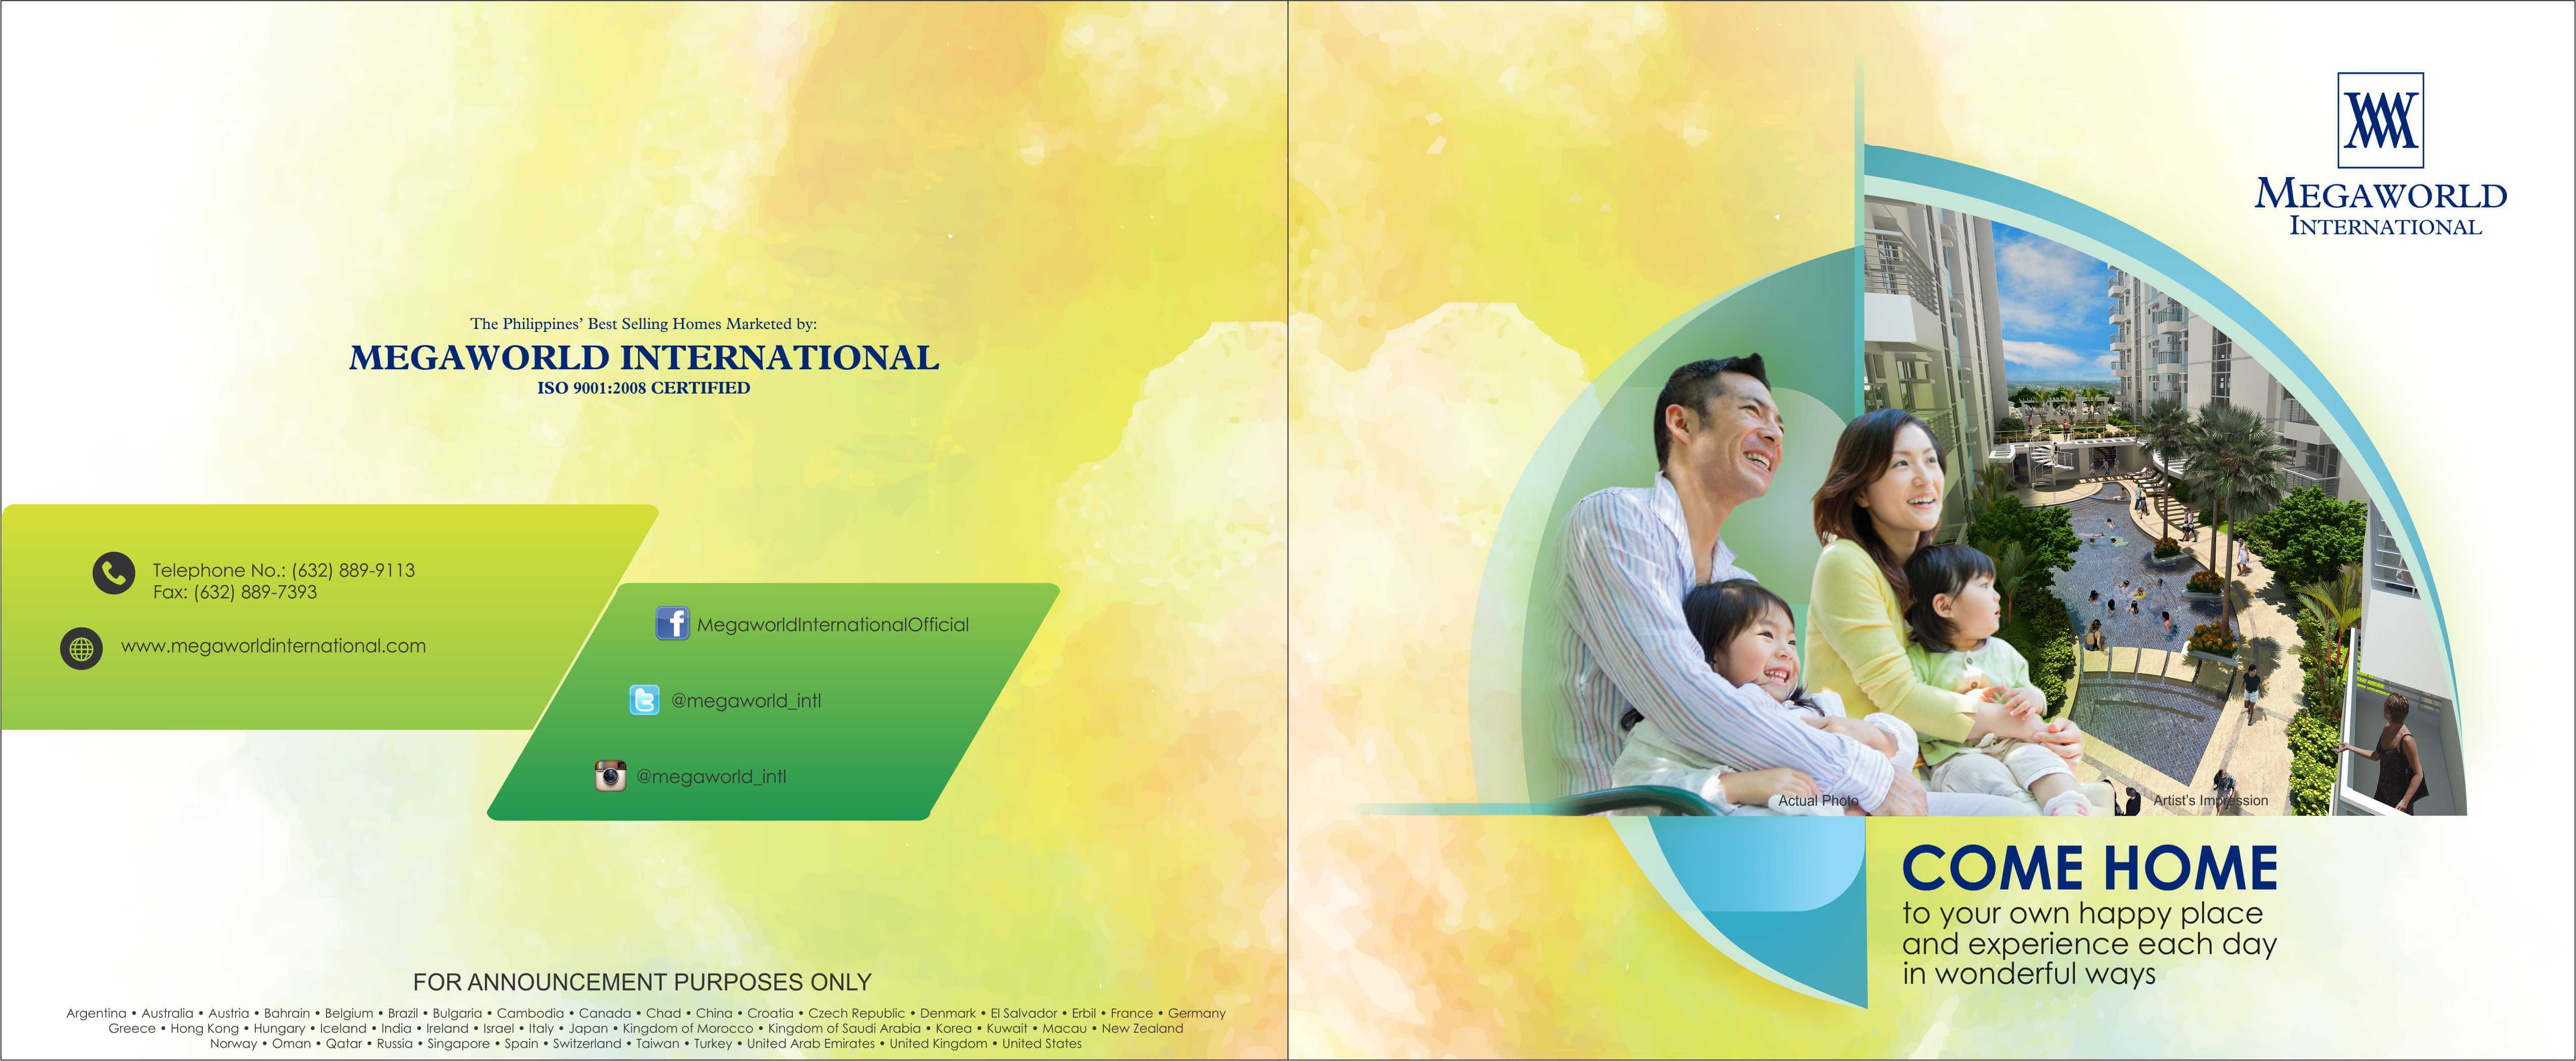 The Philippines’ Best Selling Homes Marketed by:
MEGAWORLD INTERNATIONAL
ISO 9001:2008 CERTIFIED
Telephone No.: (632) 889-9113
Fax: (632) 889-7393
www.megaworldinternational.com
MegaworldInternationalOfficial
@megaworld_intl
@megaworld_intl
FOR ANNOUNCEMENT PURPOSES ONLY
Argentina • Australia • Austria • Bahrain • Belgium • Brazil • Bulgaria • Cambodia • Canada • Chad • China • Croatia • Czech Republic • Denmark • El Salvador • Erbil • France • Germany
Greece • Hong Kong • Hungary • Iceland • India • Ireland • Israel • Italy • Japan • Kingdom of Morocco • Kingdom of Saudi Arabia • Korea • Kuwait • Macau • New Zealand
Norway • Oman • Qatar • Russia • Singapore • Spain • Switzerland • Taiwan • Turkey • United Arab Emirates • United Kingdom • United States
MEGAWORLD
INTERNATIONAL
Actual Photo
Artist’s Impression
COME HOME
to your own happy place
and experience each day
in wonderful ways